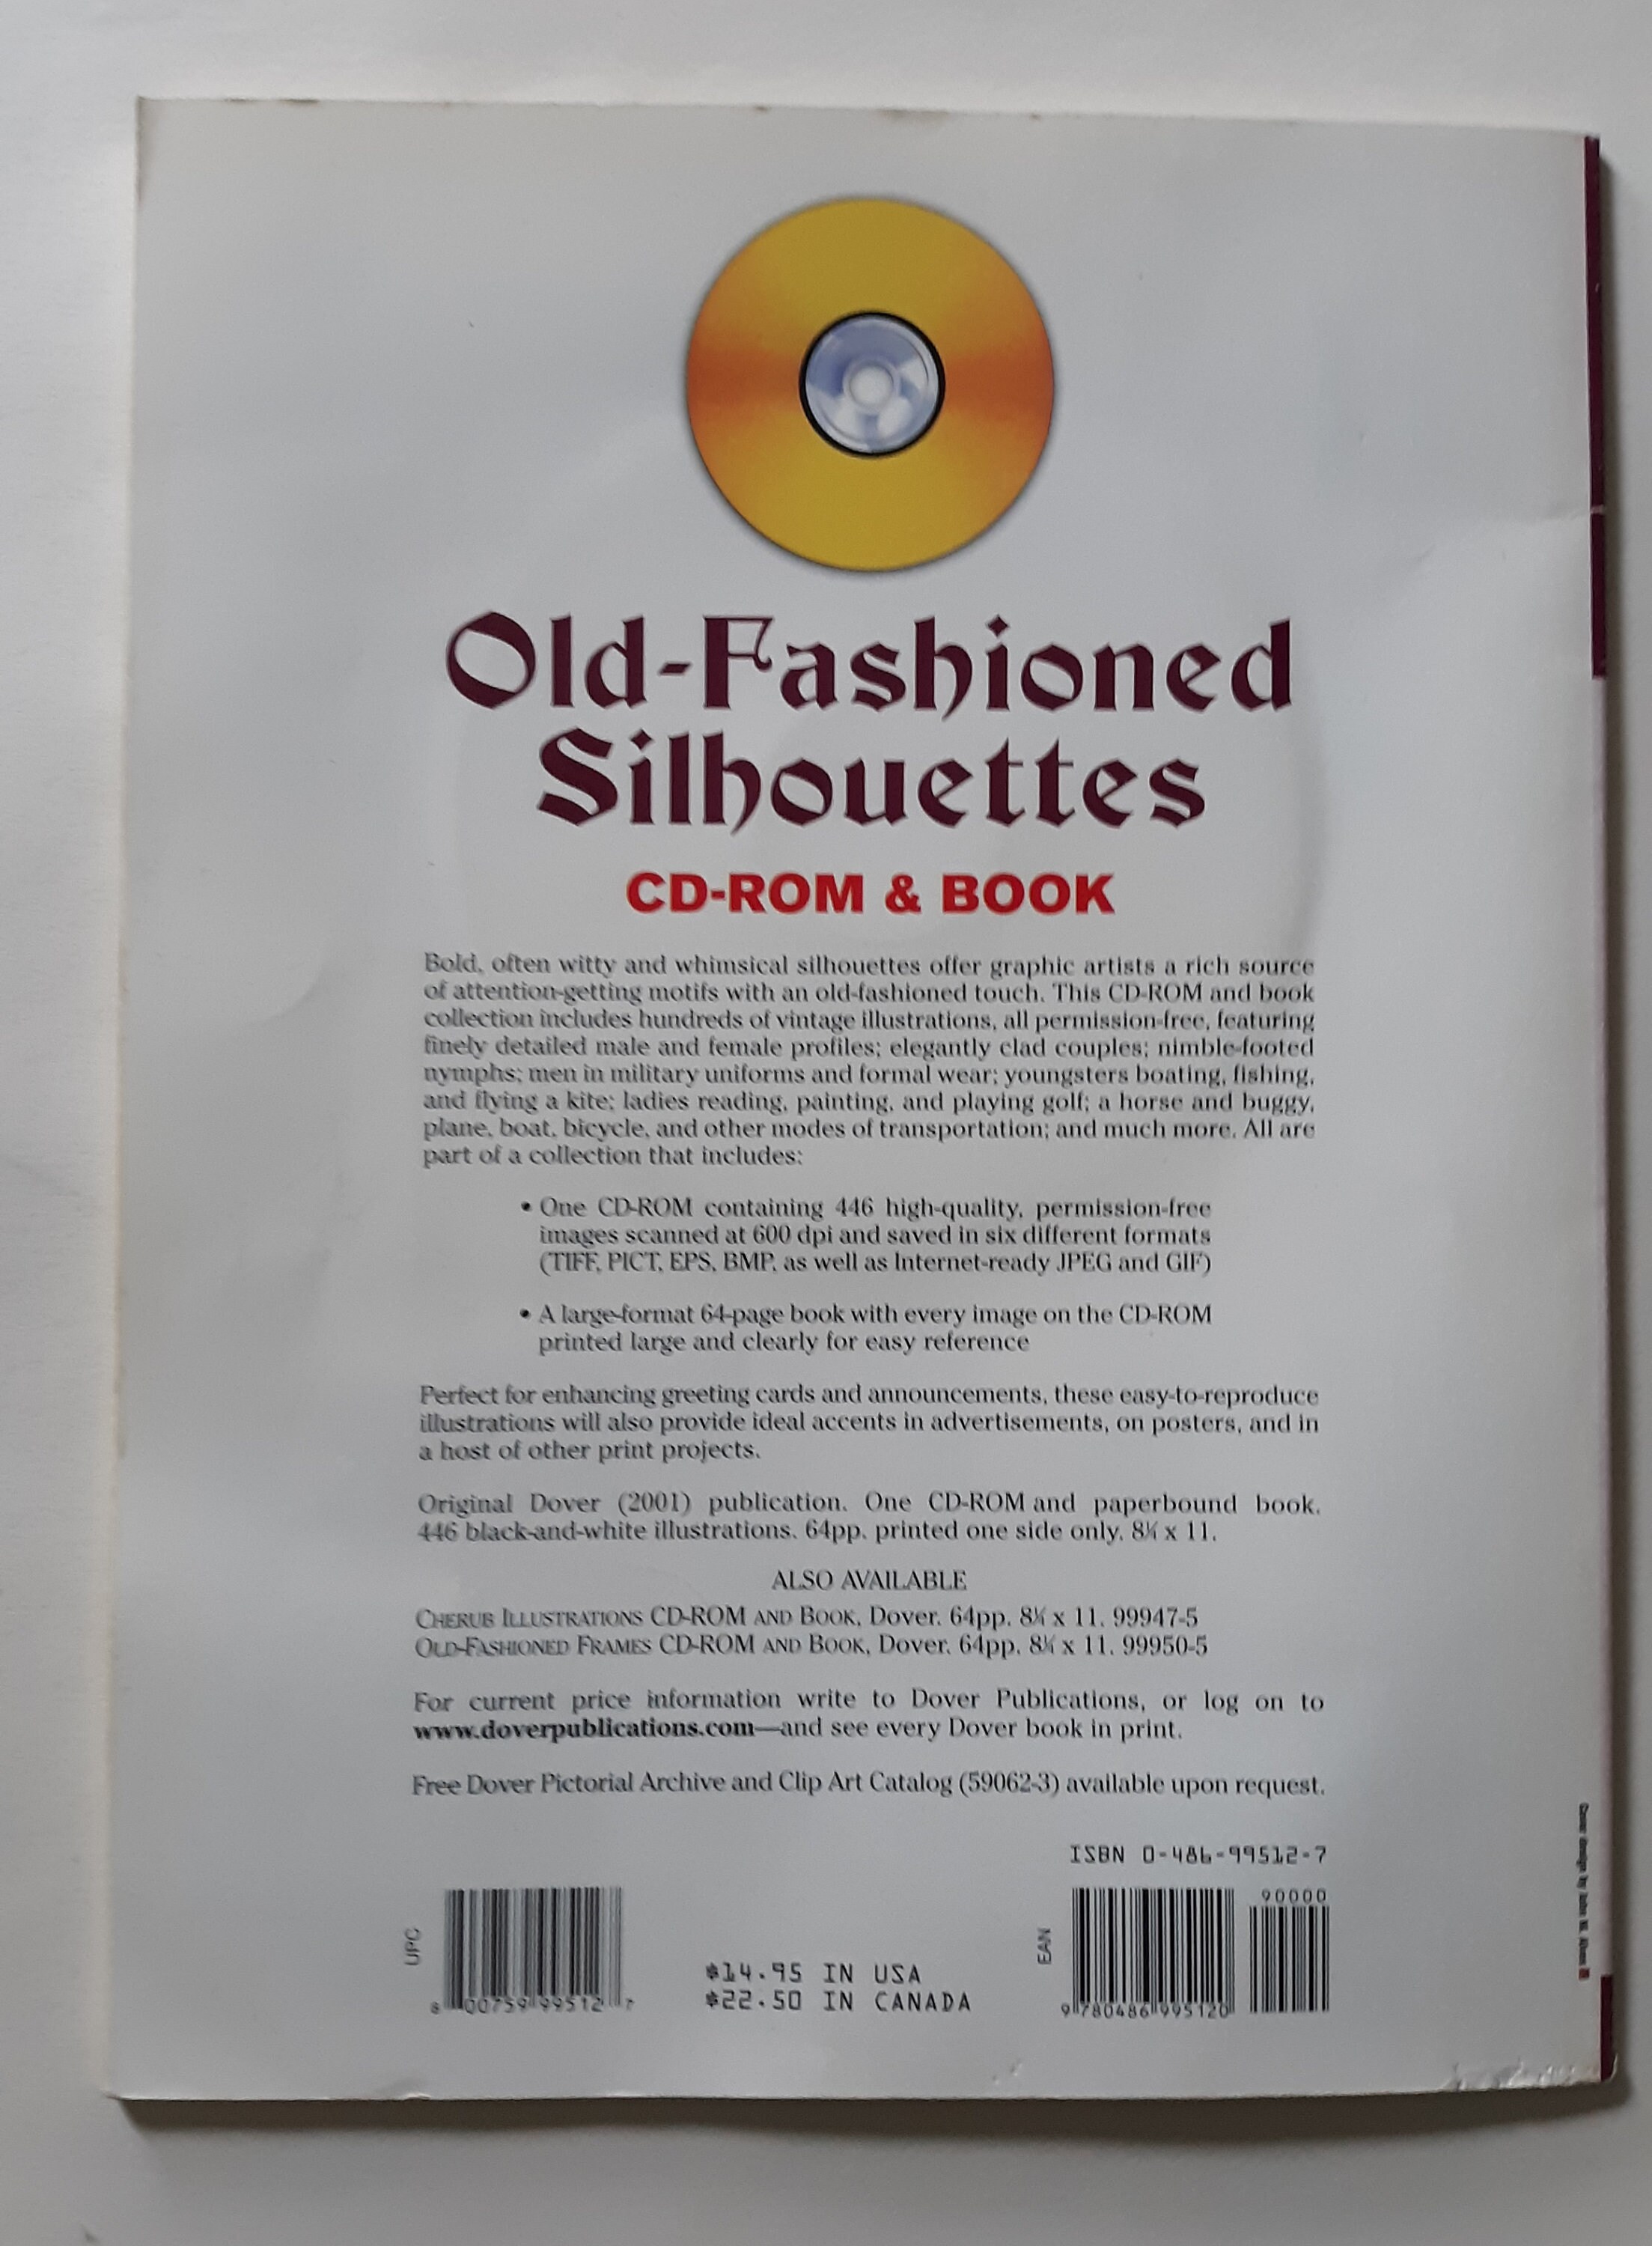 Old-Fashioned
Silhouettes
CD-ROM & BOOK
Bold, often witty and whimsical silhouettes offer graphic artists a rich source
of attention-getting motifs with an old-fashioned touch. This CD-ROM and book
collection includes hundreds of vintage illustrations, all permission-free, featuring
finely detailed male and female profiles; elegantly clad couples; nimble-footed
nymphs; men in military uniforms and formal wear; youngsters boating, fishing,
and flying a kite; ladies reading, painting, and playing golf; a horse and buggy,
plane, boat, bicycle, and other modes of transportation; and much more. All are
part of a collection that includes:
• One CD-ROM containing 446 high-quality, permission-free
images scanned at 600 dpi and saved in six different formats
(TIFF, PICT, EPS, BMP, as well as Internet-ready JPEG and GIF)
• A large-format 64-page book with every image on the CD-ROM
printed large and clearly for easy reference
Perfect for enhancing greeting cards and announcements, these easy-to-reproduce
illustrations will also provide ideal accents in advertisements, on posters, and in
a host of other print projects.
Original Dover (2001) publication. One CD-ROM and paperbound book.
446 black-and-white illustrations. 64pp. printed one side only. 8¼ x 11.
ALSO AVAILABLE
CHERUB ILLUSTRATIONS CD-ROM AND BOOK, Dover. 64pp. 8¼ x 11. 99947-5
OLD-FASHIONED FRAMES CD-ROM AND BOOK, Dover. 64pp. 8¼ x 11. 99950-5
For current price information write to Dover Publications, or log on to
www.doverpublications.com—and see every Dover book in print.
Free Dover Pictorial Archive and Clip Art Catalog (59062-3) available upon request.
ISBN 0-486-99512-7
90000
UPC
EAN
$14.95 IN USA
$22.50 IN CANADA
8 00759 99512 7
9 780486 995120
Cover design by John M. Alves